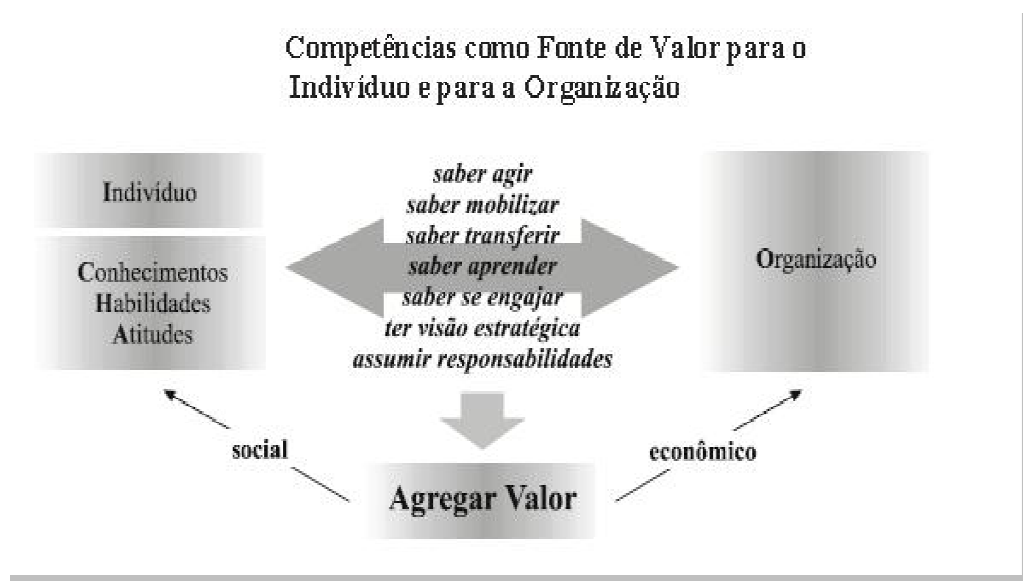 Competências como Fonte de Valor para o
Indivíduo e para a Organização
Indivíduo
Conhecimentos
Habilidades
Atitudes
saber agir
saber mobilizar
saber transferir
saber aprender
saber se engajar
ter visão estratégica
assumir responsabilidades
Organização
social
econômico
Agregar Valor